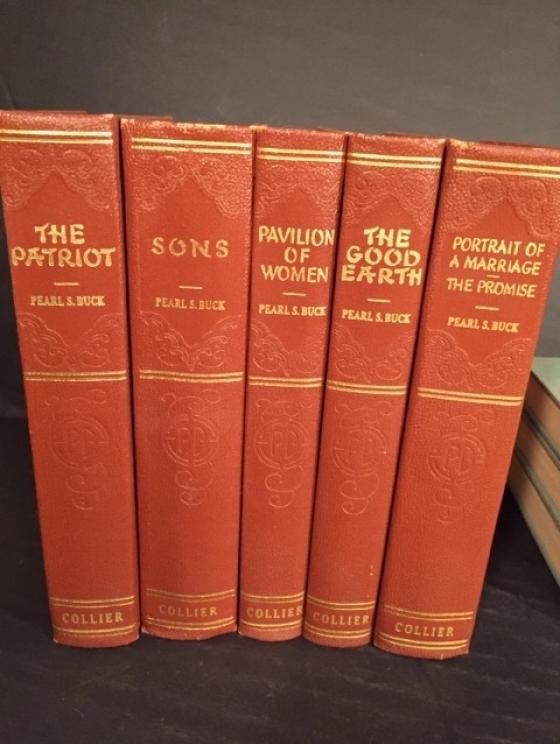 THE
PATRIOT
PEARL S. BUCK
COLLIER
SONS
PEARL S. BUCK
COLLIER
PAVILION
OF
WOMEN
PEARL S. BUCK
COLLIER
THE
GOOD
EARTH
PEARL S. BUCK
COLLIER
PORTRAIT OF
A MARRIAGE
THE PROMISE
PEARL S. BUCK
COLLIER